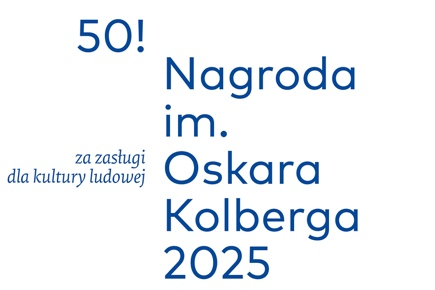 50!
Nagroda
im.
za zasługi
dla kultury ludowej
Oskara
Kolberga
2025